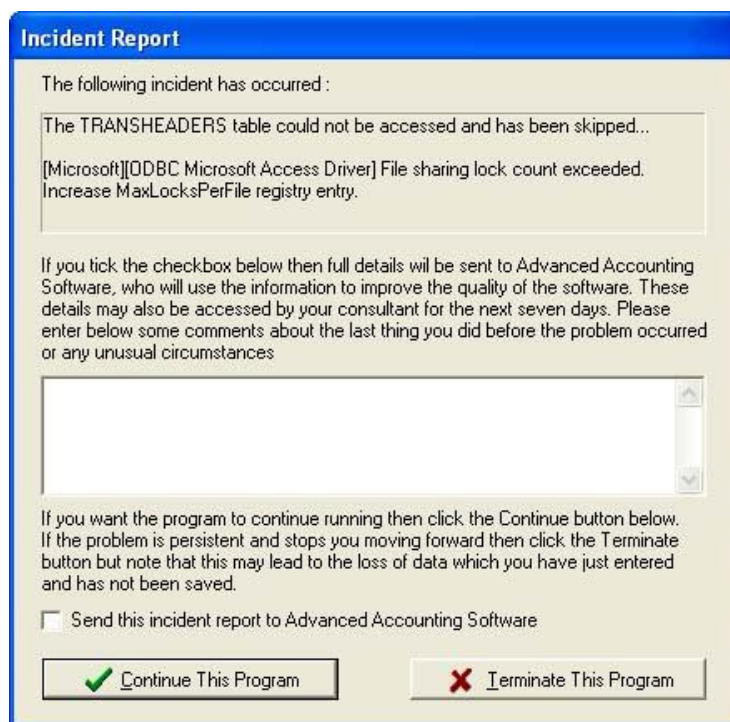 Incident Report
The following incident has occurred :
The TRANSHEADERS table could not be accessed and has been skipped...
[Microsoft][ODBC Microsoft Access Driver] File sharing lock count exceeded.
Increase MaxLocksPerFile registry entry.
If you tick the checkbox below then full details wil be sent to Advanced Accounting
Software, who will use the information to improve the quality of the software. These
details may also be accessed by your consultant for the next seven days. Please
enter below some comments about the last thing you did before the problem occurred
or any unusual circumstances
If you want the program to continue running then click the Continue button below.
If the problem is persistent and stops you moving forward then click the Terminate
button but note that this may lead to the loss of data which you have just entered
and has not been saved.
Send this incident report to Advanced Accounting Software
Continue This Program
Terminate This Program